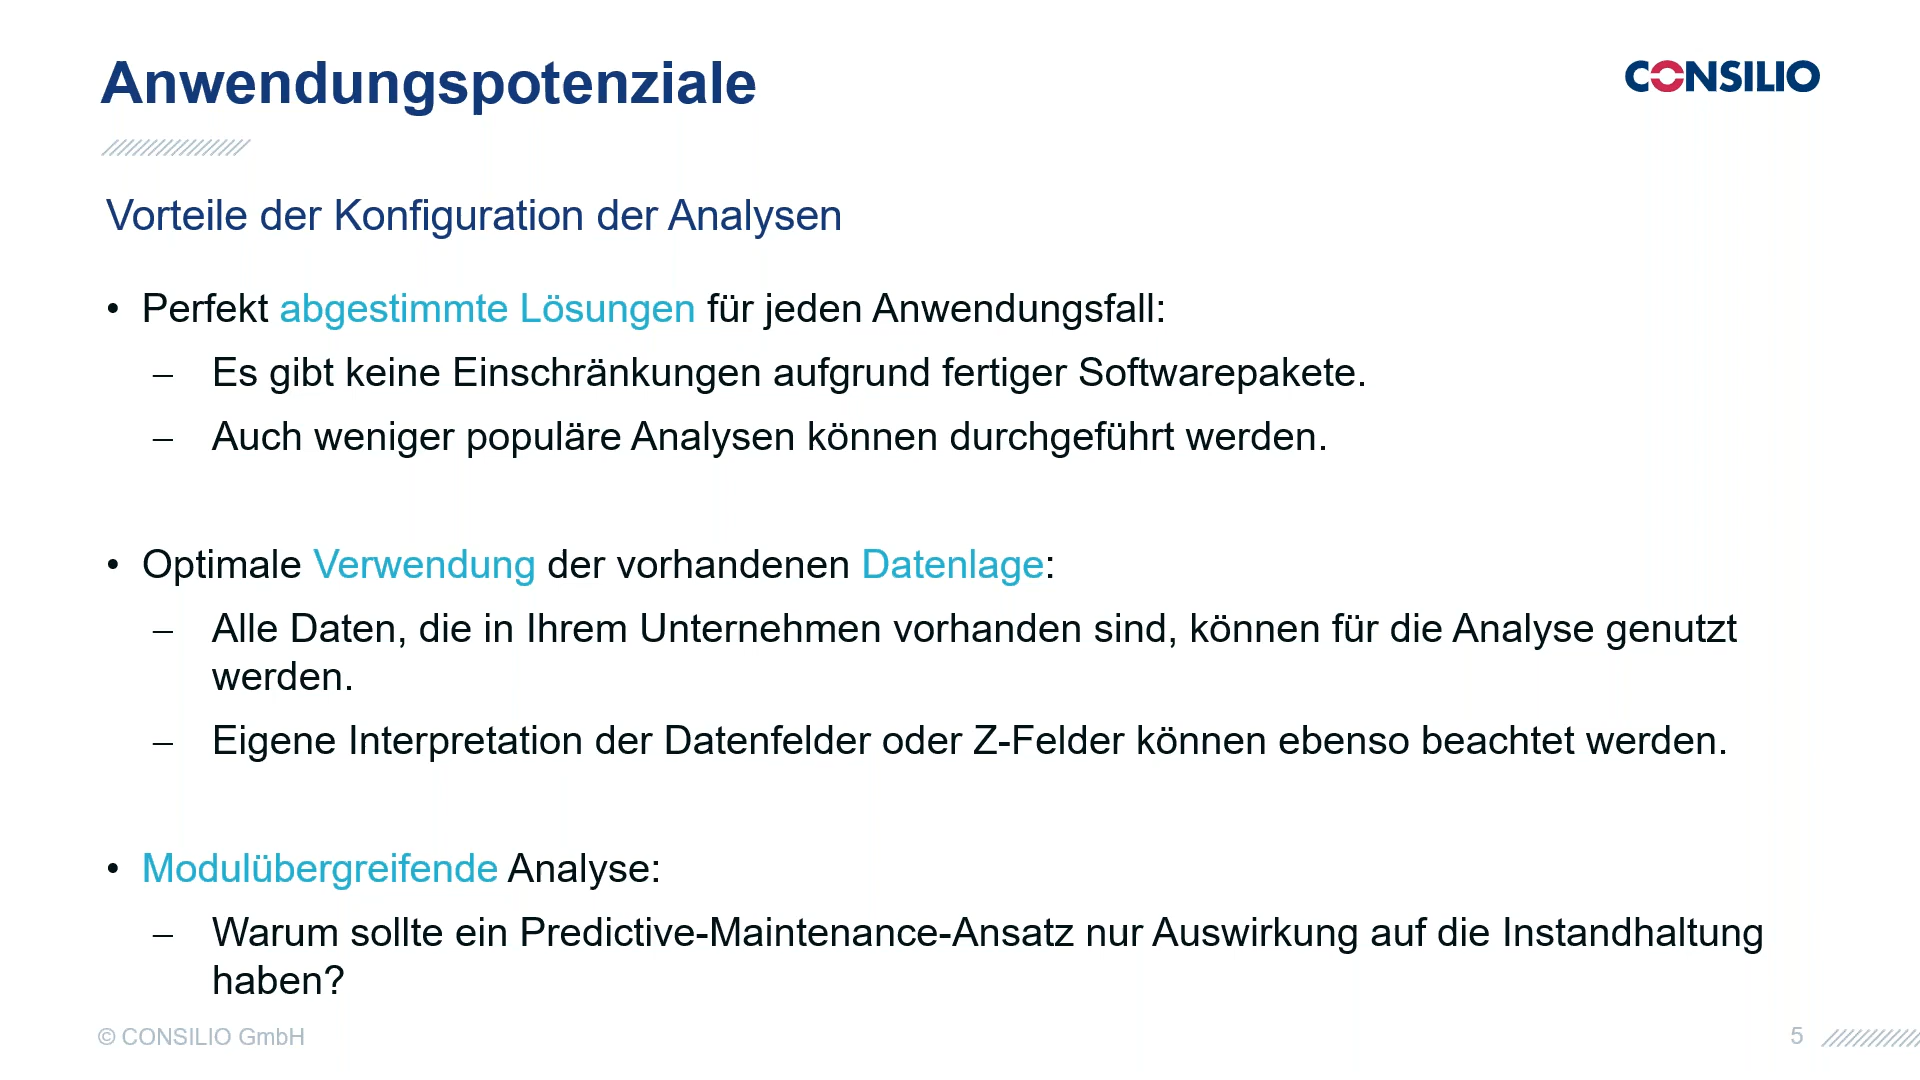 Anwendungspotenziale
CONSILIO
Vorteile der Konfiguration der Analysen
• Perfekt abgestimmte Lösungen für jeden Anwendungsfall:
– Es gibt keine Einschränkungen aufgrund fertiger Softwarepakete.
– Auch weniger populäre Analysen können durchgeführt werden.
• Optimale Verwendung der vorhandenen Datenlage:
– Alle Daten, die in Ihrem Unternehmen vorhanden sind, können für die Analyse genutzt
werden.
– Eigene Interpretation der Datenfelder oder Z-Felder können ebenso beachtet werden.
• Modulübergreifende Analyse:
– Warum sollte ein Predictive-Maintenance-Ansatz nur Auswirkung auf die Instandhaltung
haben?
© CONSILIO GmbH
5